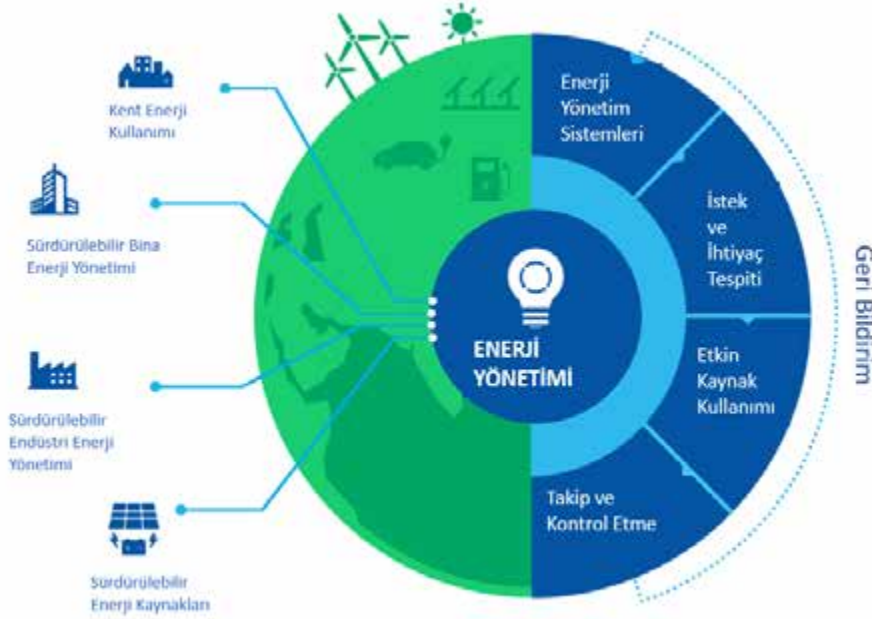 Kent Enerji
Kullanımı
Sürdürülebilir Bina
Enerji Yönetimi
Sürdürülebilir
Endüstri Enerji
Yönetimi
Sürdürülebilir
Enerji Kaynakları
ENERJİ
YÖNETİMİ
Enerji
Yönetim
Sistemleri
İstek
ve
İhtiyaç
Tespiti
Etkin
Kaynak
Kullanımı
Takip ve
Kontrol Etme
Geri Bildirim